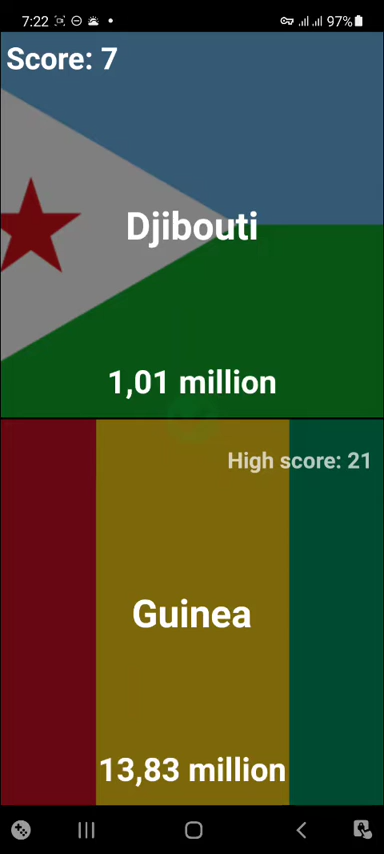 7:22
97%
Score: 7
Djibouti
1,01 million
High score: 21
Guinea
13,83 million